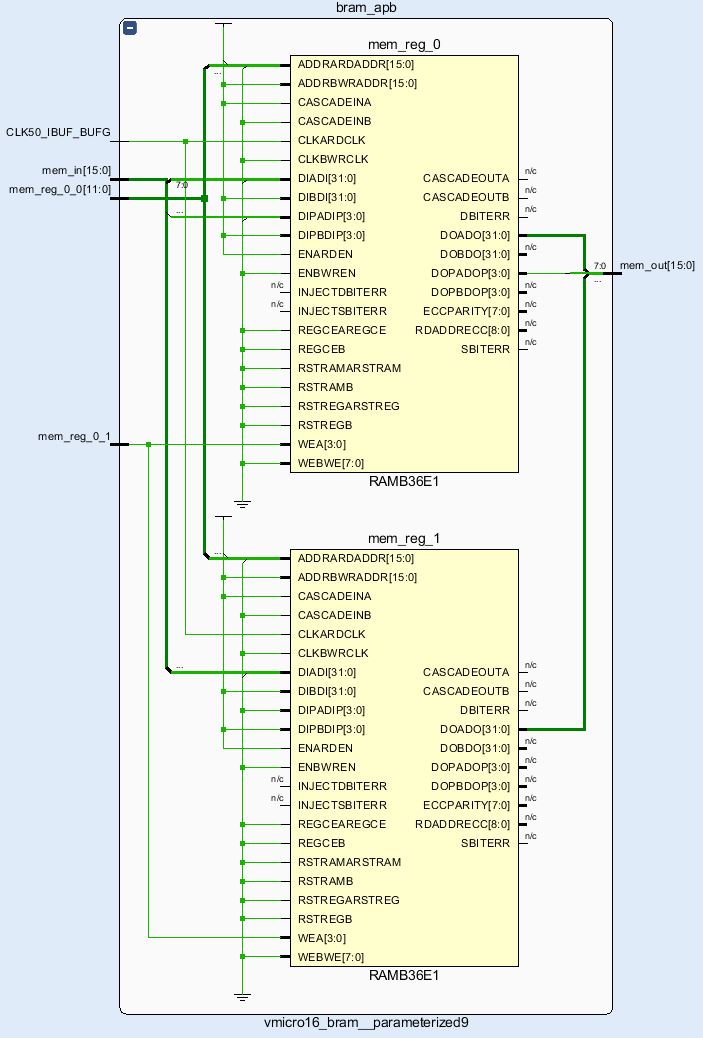 bram_apb
mem_reg_0
ADDRARDADDR[15:0]
...
ADDRBWRADDR[15:0]
CASCADEINA
CASCADEINB
CLK50_IBUF_BUFG
CLKARDCLK
CLKBWRCLK
mem_in[15:0]
DIADI[31:0] CASCADEOUTA n/c
7:0
mem_reg_0_0[11:0]
DIBDI[31:0] CASCADEOUTB n/c
...
DIPADIP[3:0] DBITERR n/c
DIPBDIP[3:0] DOADO[31:0]
ENARDEN DOBDO[31:0] n/c
ENBWREN DOPADOP[3:0] 7:0 mem_out[15:0]
...
n/c INJECTDBITERR DOPBDOP[3:0] n/c
n/c INJECTSBITERR ECCPARITY[7:0] n/c
REGCEAREGCE RDADDRECC[8:0] n/c
REGCEB SBITERR n/c
RSTRAMARSTRAM
RSTRAMB
RSTREGARSTREG
RSTREGB
mem_reg_0_1
WEA[3:0]
WEBWE[7:0]
RAMB36E1
mem_reg_1
...
ADDRARDADDR[15:0]
ADDRBWRADDR[15:0]
CASCADEINA
CASCADEINB
CLKARDCLK
CLKBWRCLK
...
DIADI[31:0] CASCADEOUTA n/c
DIBDI[31:0] CASCADEOUTB n/c
DIPADIP[3:0] DBITERR n/c
DIPBDIP[3:0] DOADO[31:0]
ENARDEN DOBDO[31:0] n/c
ENBWREN DOPADOP[3:0] n/c
n/c INJECTDBITERR DOPBDOP[3:0] n/c
n/c INJECTSBITERR ECCPARITY[7:0] n/c
REGCEAREGCE RDADDRECC[8:0] n/c
REGCEB SBITERR n/c
RSTRAMARSTRAM
RSTRAMB
RSTREGARSTREG
RSTREGB
WEA[3:0]
WEBWE[7:0]
RAMB36E1
vmicro16_bram__parameterized9